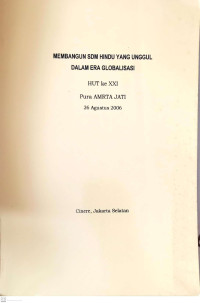 MEMBANGUN SDM HINDU YANG UNGGUL
DALAM ERA GLOBALISASI
HUT ke XXI
Pura AMRTA JATI
26 Agustus 2006
Cinere, Jakarta Selatan